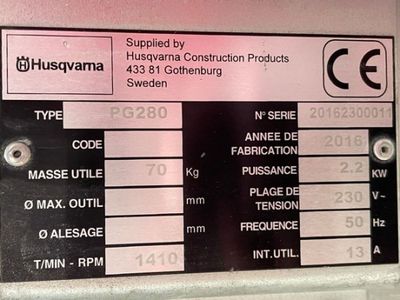 Husqvarna
Supplied by
Husqvarna Construction Products
433 81 Gothenburg
Sweden
CE
TYPE PG280 N° SERIE 20162300011
CODE ANNEE DE FABRICATION 2016
MASSE UTILE 70 Kg PUISSANCE 2.2 KW
Ø MAX. OUTIL mm PLAGE DE TENSION 230 V~
Ø ALESAGE mm FREQUENCE 50 Hz
T/MIN - RPM 1410 INT.UTIL. 13 A